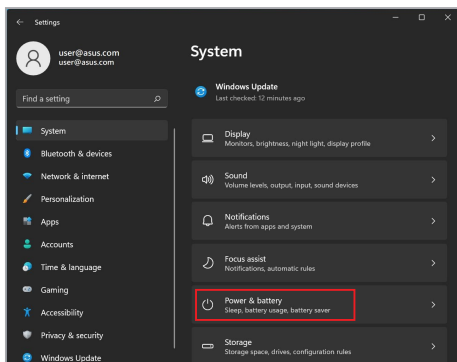 Settings
user@asus.com
user@asus.com
Find a setting
System
Bluetooth & devices
Network & internet
Personalization
Apps
Accounts
Time & language
Gaming
Accessibility
Privacy & security
Windows Update
System
Windows Update
Last checked: 12 minutes ago
Display
Monitors, brightness, night light, display profile
Sound
Volume levels, output, input, sound devices
Notifications
Alerts from apps and system
Focus assist
Notifications, automatic rules
Power & battery
Sleep, battery usage, battery saver
Storage
Storage space, drives, configuration rules